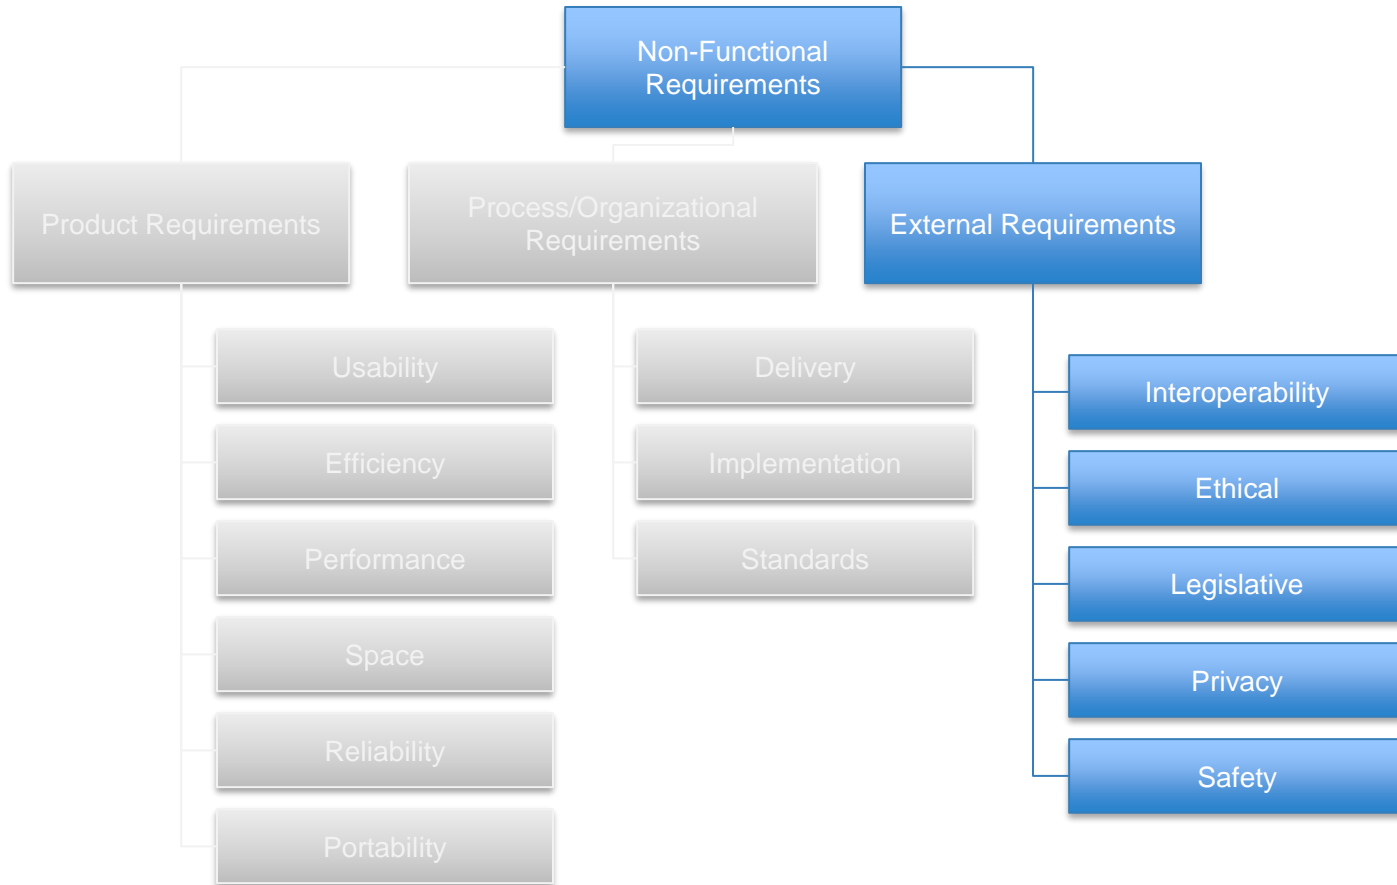 Non-Functional
Requirements
Product Requirements
Process/Organizational
Requirements
External Requirements
Usability
Efficiency
Performance
Space
Reliability
Portability
Delivery
Implementation
Standards
Interoperability
Ethical
Legislative
Privacy
Safety